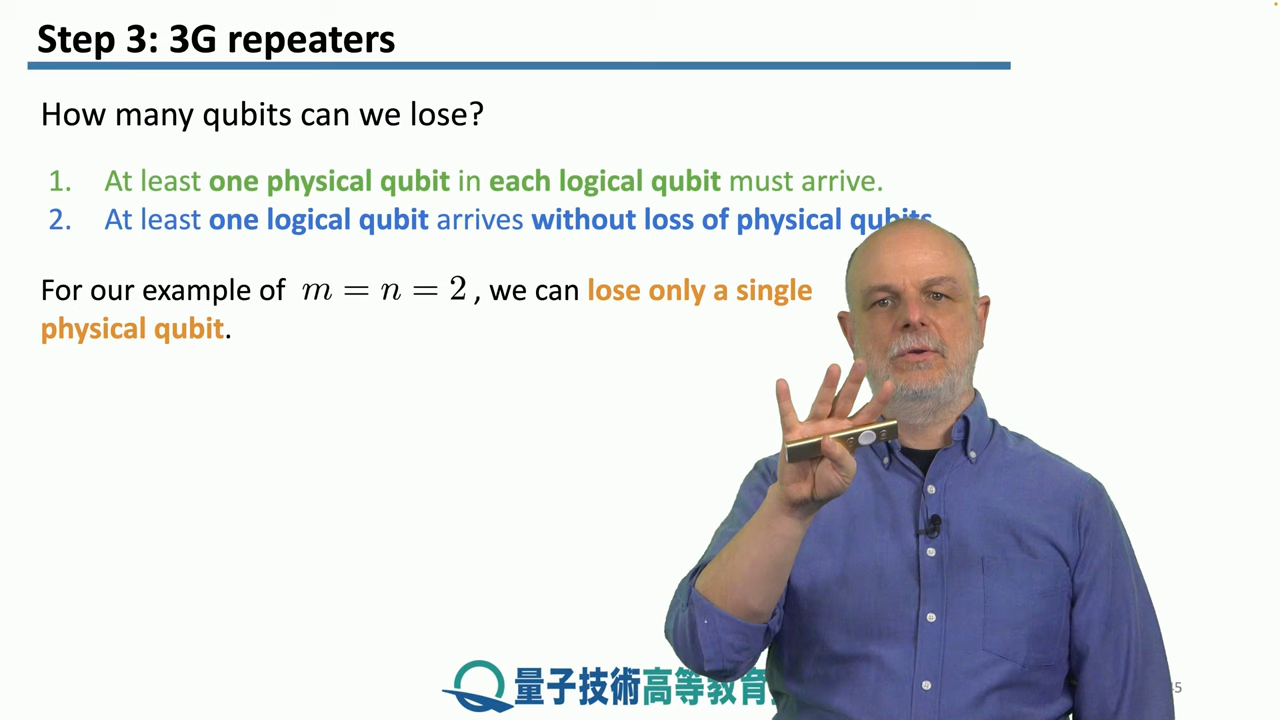 Step 3: 3G repeaters
How many qubits can we lose?
1. At least one physical qubit in each logical qubit must arrive.
2. At least one logical qubit arrives without loss of physical qubits.
For our example of m = n = 2, we can lose only a single
physical qubit.
量子技術高等教育
45